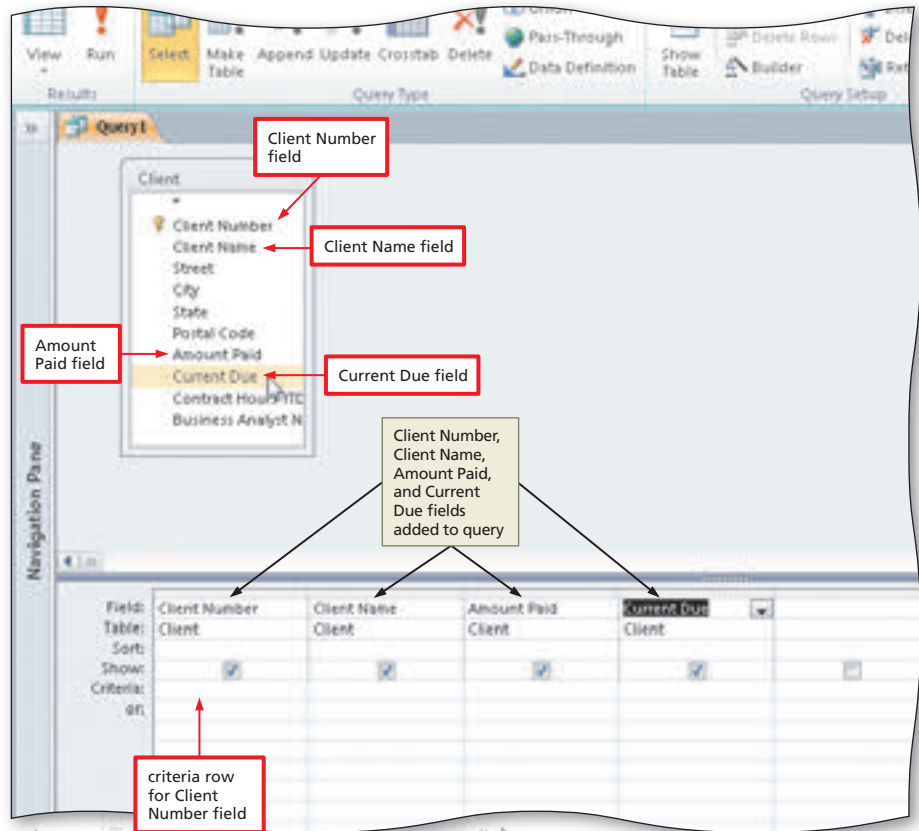 Pass-Through
Delete Rows
View
Run
Select
Make Table
Append
Update
Crosstab
Delete
Data Definition
Show Table
Builder
Results
Query Type
Query Setup
Query1
Client Number field
Client
*
Client Number
Client Name
Client Name field
Street
City
State
Postal Code
Amount Paid field
Amount Paid
Current Due
Current Due field
Contract Hours YTD
Business Analyst N
Client Number,
Client Name,
Amount Paid,
and Current
Due fields
added to query
Navigation Pane
Field: Client Number Client Name Amount Paid Current Due
Table: Client Client Client Client
Sort:
Show:
Criteria:
or:
criteria row
for Client
Number field